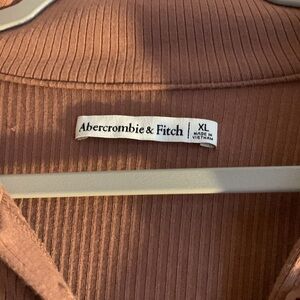 Abercrombie & Fitch
XL
MADE IN
VIETNAM